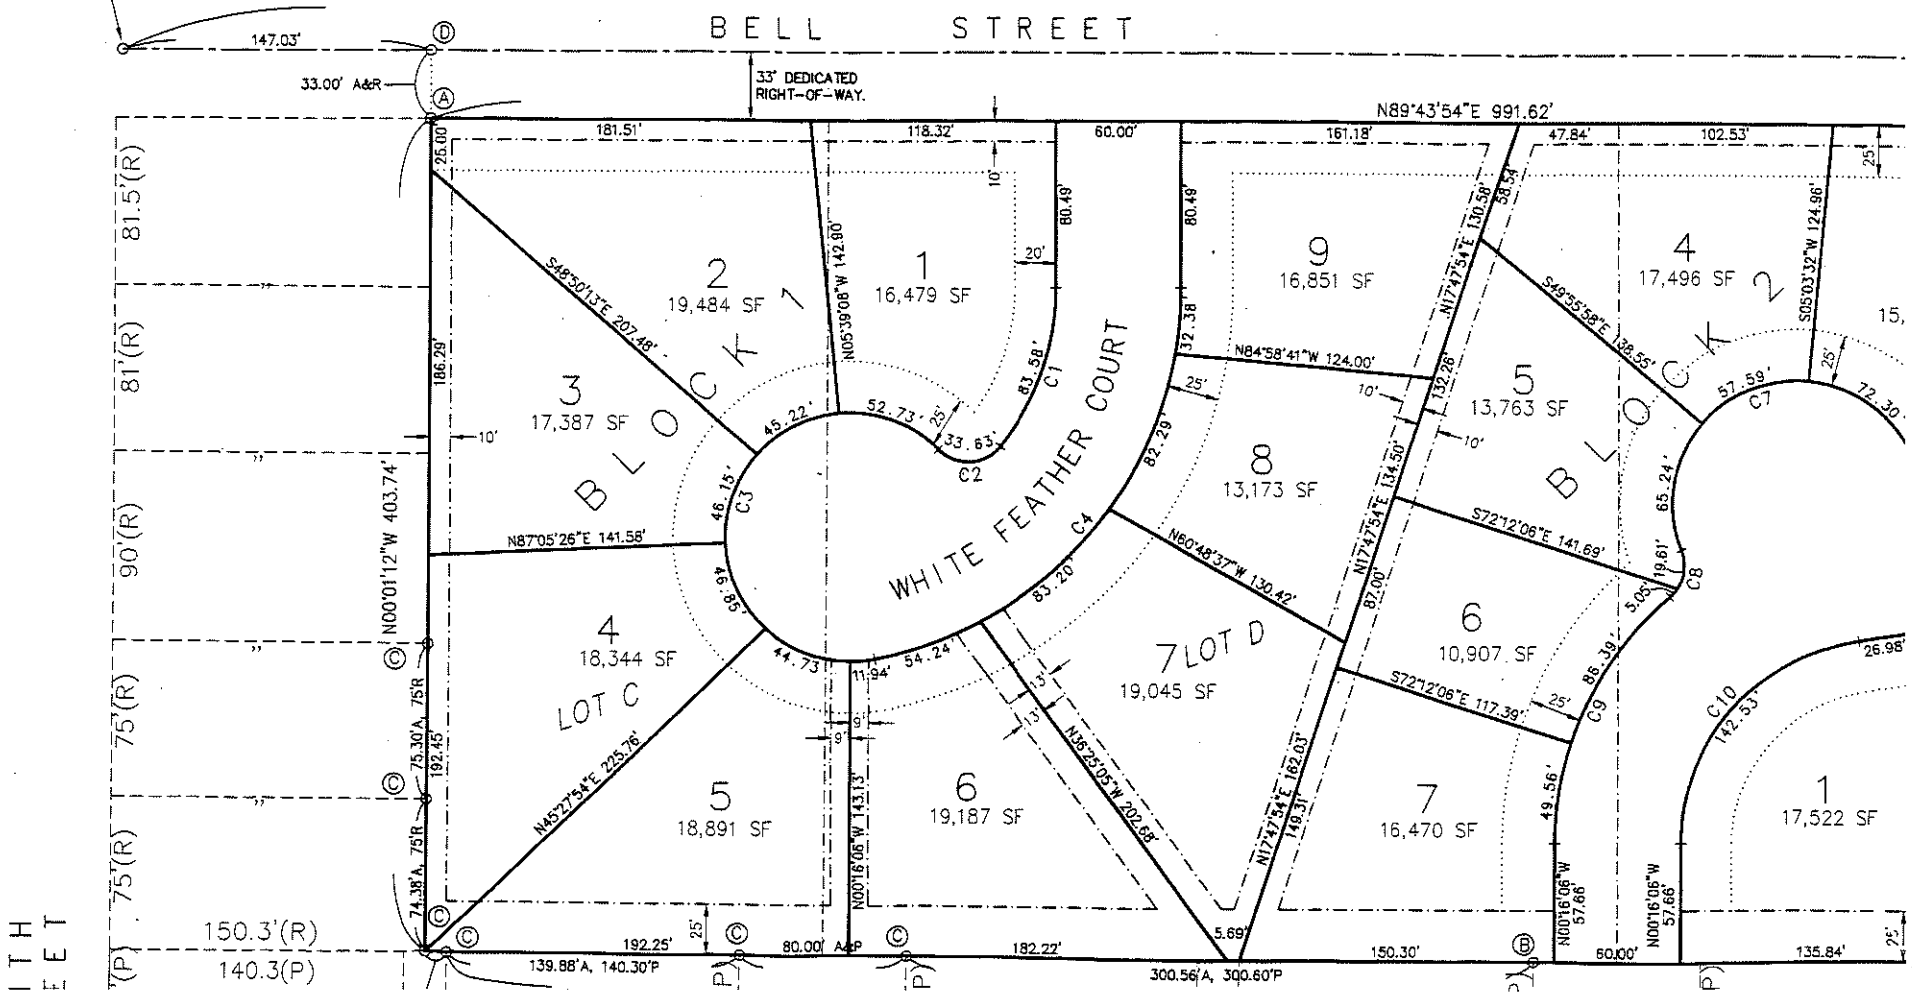 BELL STREET
147.03'
D
33.00' A&R
33' DEDICATED
RIGHT-OF-WAY.
A
N89°43'54"E 991.62'
181.51'
118.32'
60.00'
161.18'
47.84'
102.53'
25.00'
10'
25'
81.5'(R)
81'(R)
90'(R)
75'(R)
75'(R)
"
"
"
"
2
19,484 SF
1
16,479 SF
20'
80.49'
80.49'
9
16,851 SF
4
17,496 SF
15,
N05°39'08"W 142.90'
S48°50'13"E 207.48'
186.29'
BLOCK 1
3
17,387 SF
10'
N00°01'12"W 403.74'
N87°05'26"E 141.58'
45.22'
52.73'
25'
33.63'
C2
83.58'
C1
46.15'
C3
WHITE FEATHER COURT
32.38'
N84°58'41"W 124.00'
25'
82.29'
C4
83.20'
N17°47'54"E 130.58'
58.54'
132.26'
10'
10'
8
13,173 SF
N17°47'54"E 134.50'
N60°48'37"W 130.42'
87.00'
S49°55'58"E 138.55'
S05°03'32"W 124.96'
25'
BLOCK 2
5
13,763 SF
57.59'
C7
72.30'
65.24'
S72°12'06"E 141.69'
19.61'
C8
5.05'
6
10,907 SF
86.39'
C9
S72°12'06"E 117.39'
25'
46.85'
4
18,344 SF
LOT C
44.73'
11.94'
54.24'
9'
9'
7
LOT D
19,045 SF
13'
13'
N36°25'05"W 202.68'
N17°47'54"E 162.03'
149.31'
C
75.30'A, 75'R
192.45'
C
N45°27'54"E 225.76'
5
18,891 SF
N00°16'06"W 143.13'
6
19,187 SF
7
16,470 SF
49.56'
N00°16'06"W
57.66'
N00°16'06"W
57.66'
C10
142.53'
26.98'
1
17,522 SF
74.38'A, 75'R
C
C
25'
C
C
25'
150.3'(R)
140.3(P)
192.25'
139.88'A, 140.30'P
80.00' A&P
182.22'
5.69'
300.56'A, 300.60'P
150.30'
B
60.00'
135.84'
ITH
EET
'(P)
P)
P)
P)
P)